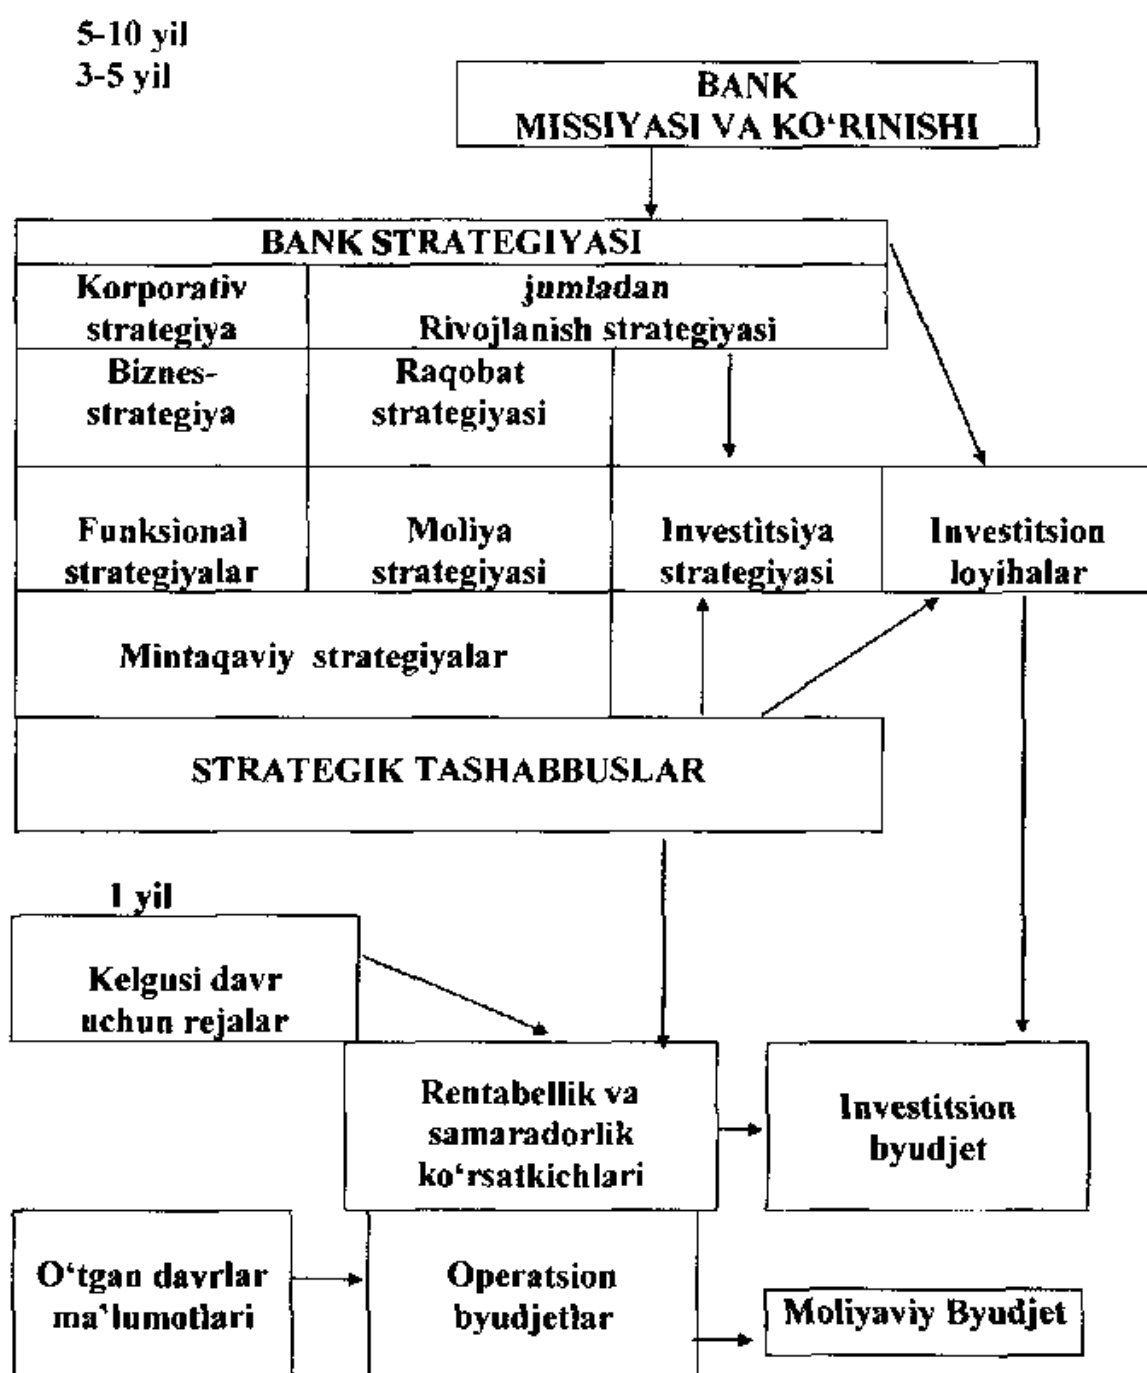 5-10 yil
3-5 yil
BANK
MISSIYASI VA KO‘RINISHI
BANK STRATEGIYASI
Korporativ
strategiya
jumladan
Rivojlanish strategiyasi
Biznes-
strategiya
Raqobat
strategiyasi
Funksional
strategiyalar
Moliya
strategiyasi
Investitsiya
strategiyasi
Investitsion
loyihalar
Mintaqaviy strategiyalar
STRATEGIK TASHABBUSLAR
1 yil
Kelgusi davr
uchun rejalar
Rentabellik va
samaradorlik
ko‘rsatkichlari
Investitsion
byudjet
O‘tgan davrlar
ma`lumotlari
Operatsion
byudjetlar
Moliyaviy Byudjet